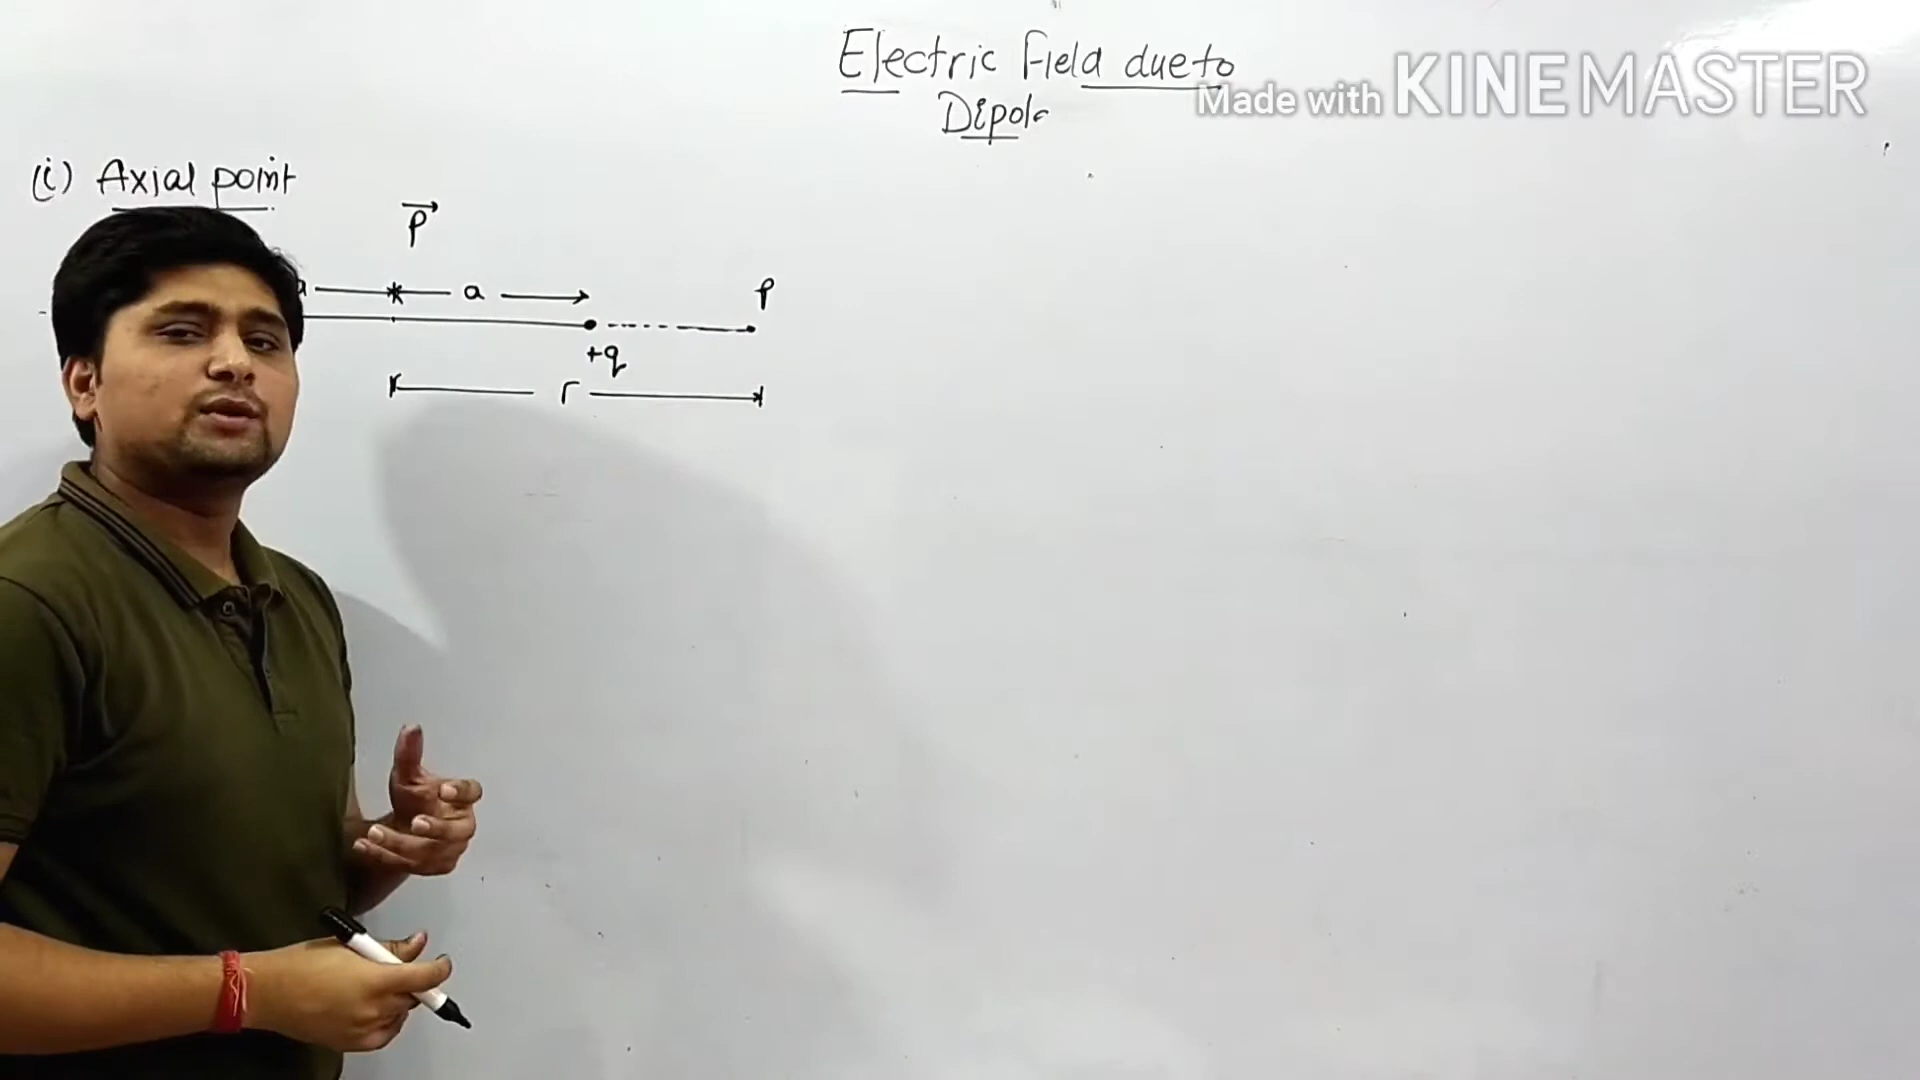 Electric Field due to
Dipole
Made with KINEMASTER
(i) Axial point
P
a a
P
+q
r